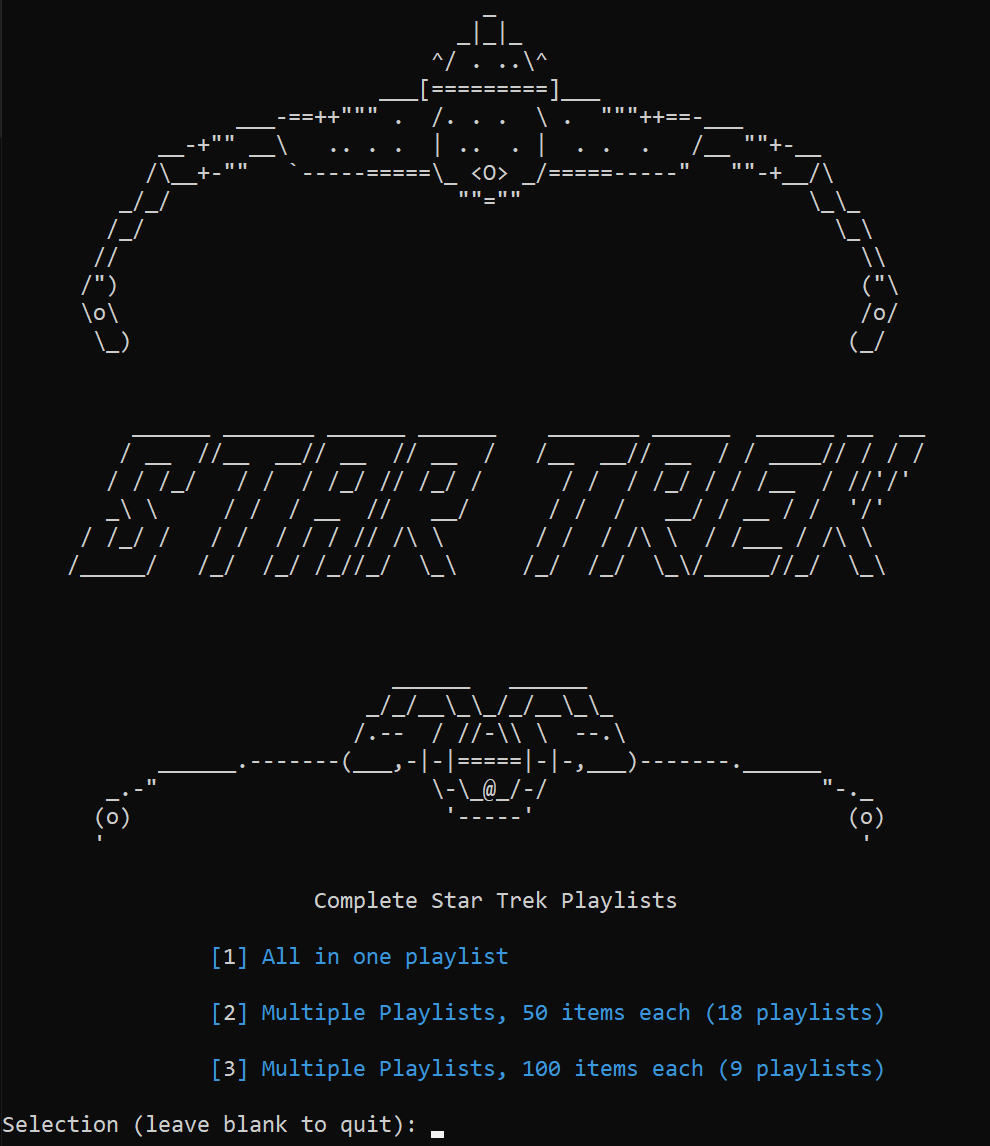 STAR TREK
Complete Star Trek Playlists
[1] All in one playlist
[2] Multiple Playlists, 50 items each (18 playlists)
[3] Multiple Playlists, 100 items each (9 playlists)
Selection (leave blank to quit):